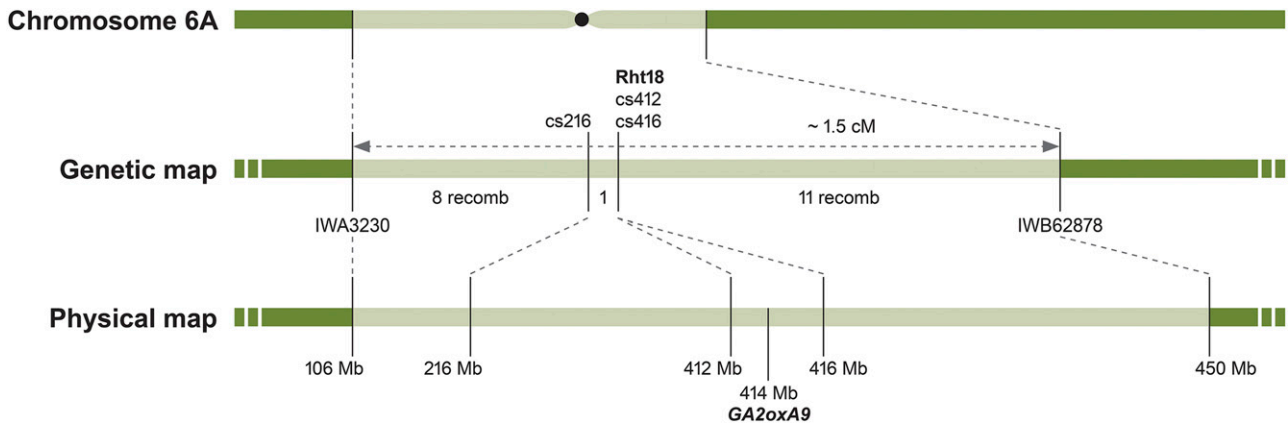 Chromosome 6A
Rht18
cs412
cs216 cs416
~ 1.5 cM
Genetic map
8 recomb 1 11 recomb
IWA3230 IWB62878
Physical map
106 Mb 216 Mb 412 Mb 416 Mb 450 Mb
414 Mb
GA2oxA9